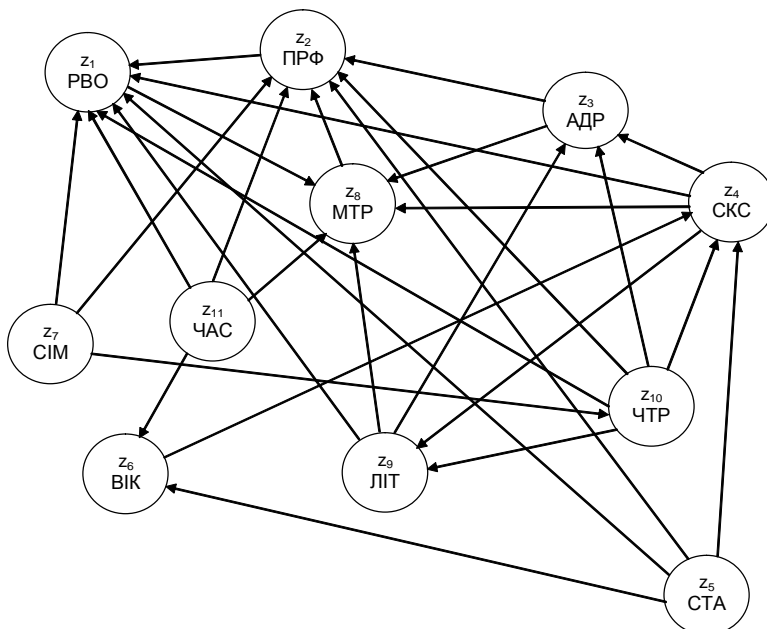 z₁
РВО
z₂
ПРФ
z₃
АДР
z₄
СКС
z₈
МТР
z₇
СІМ
z₁₁
ЧАС
z₁₀
ЧТР
z₆
ВІК
z₉
ЛІТ
z₅
СТА